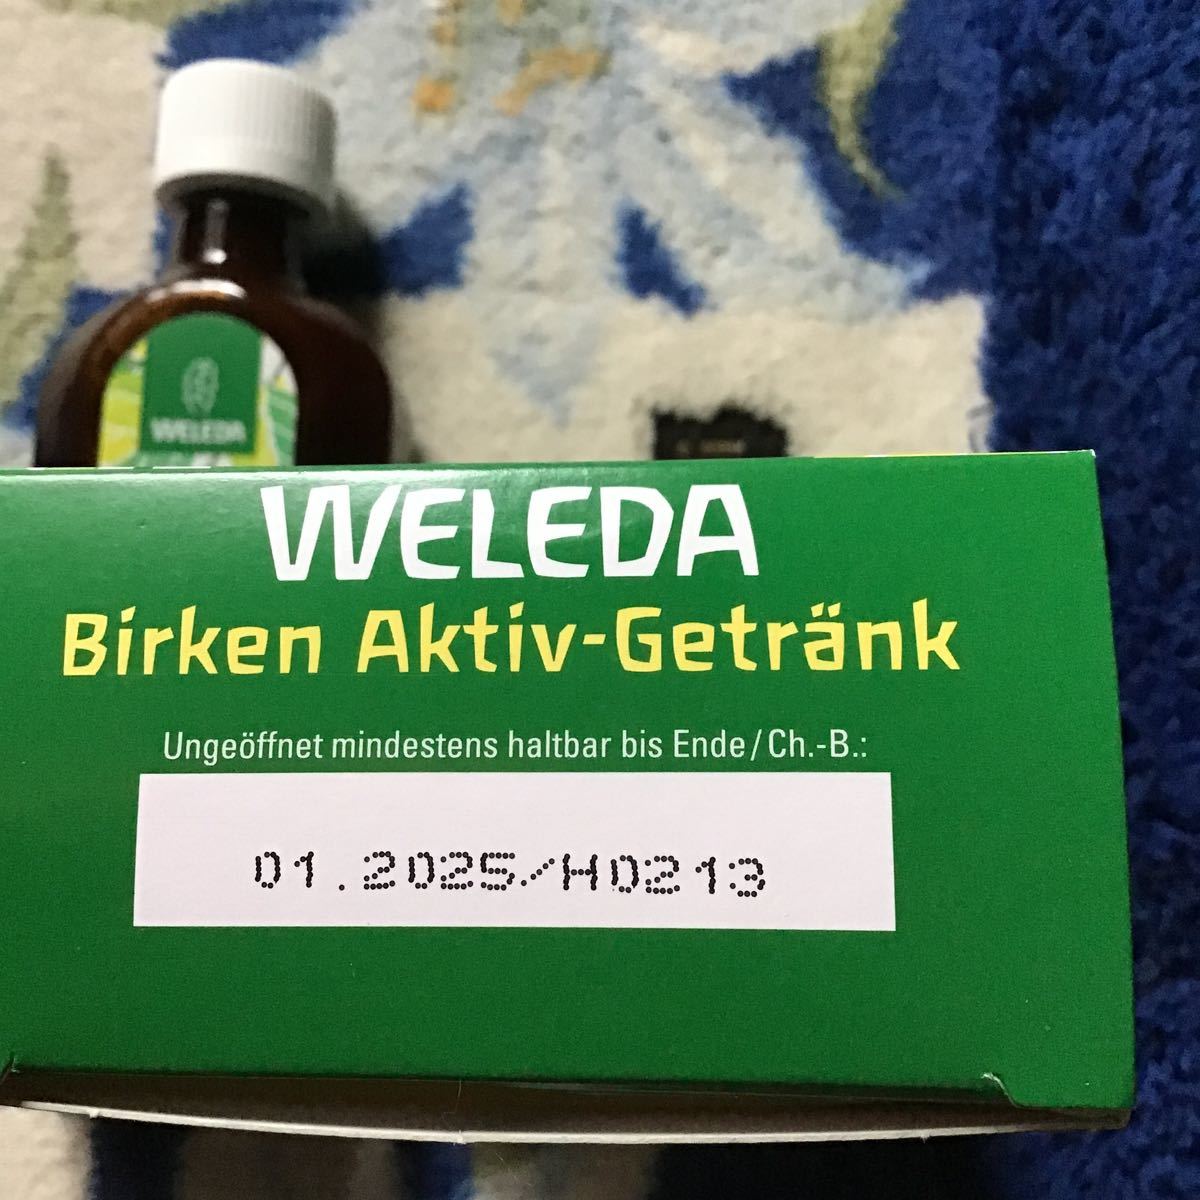 WELEDA
WELEDA
Birken Aktiv-Getränk
Ungeöffnet mindestens haltbar bis Ende/Ch.-B.:
01.2025/H0213